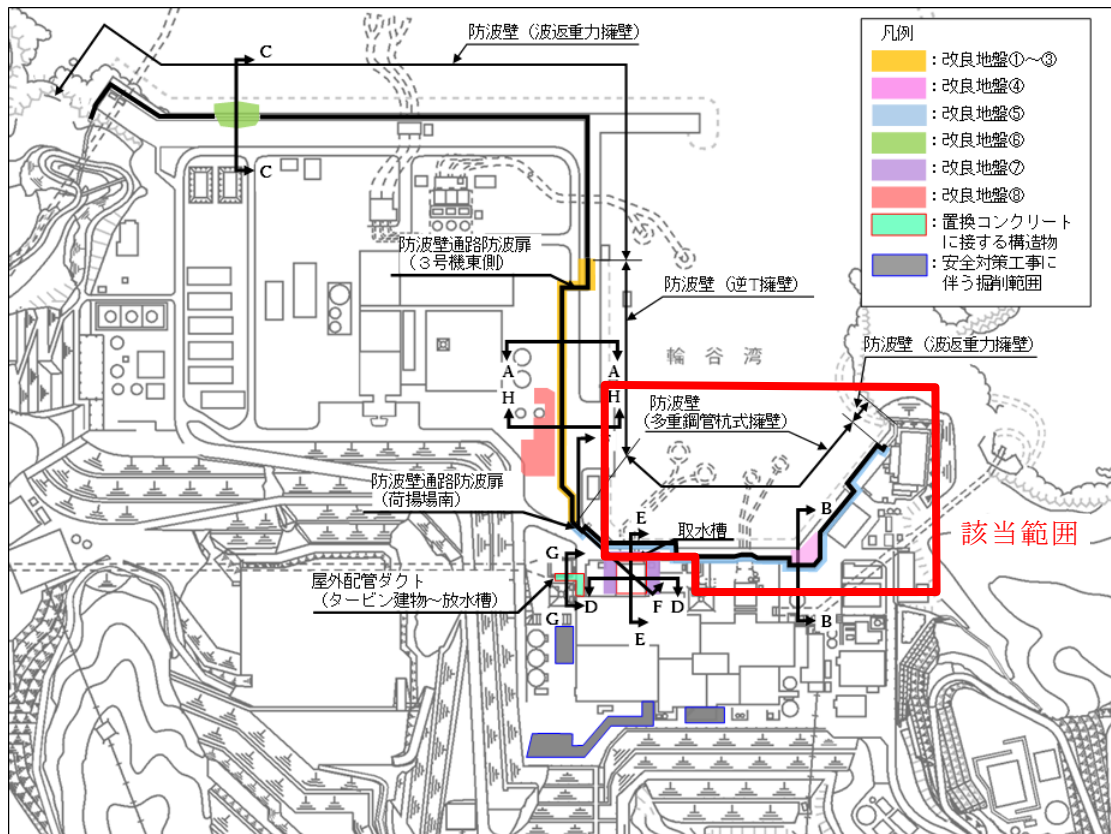 防波壁（波返重力擁壁）
C
C
凡例
：改良地盤①～③
：改良地盤④
：改良地盤⑤
：改良地盤⑥
：改良地盤⑦
：改良地盤⑧
：置換コンクリート
に接する構造物
：安全対策工事に
伴う掘削範囲
防波壁通路防波扉
（３号機東側）
防波壁（逆T擁壁）
輪谷湾
防波壁（波返重力擁壁）
A
A
H
H
防波壁
（多重鋼管杭式擁壁）
防波壁通路防波扉
（荷揚場南）
E
取水槽
B
該当範囲
G
屋外配管ダクト
（タービン建物～放水槽）
D
F
D
G
E
B